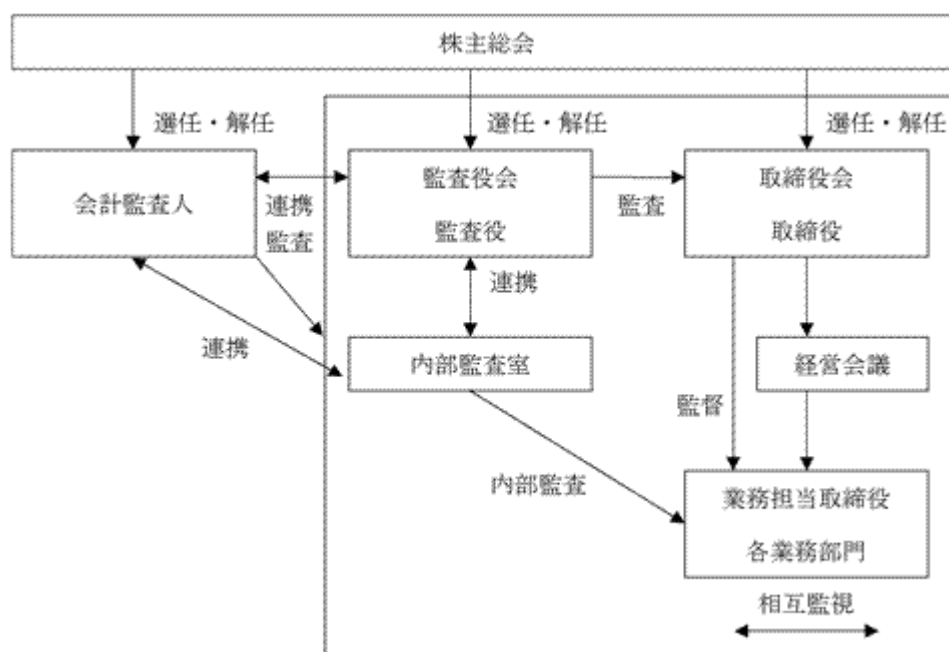 株主総会
選任・解任
選任・解任
選任・解任
会計監査人
連携
監査
監査役会
監査役
監査
取締役会
取締役
連携
連携
内部監査室
監督
経営会議
内部監査
業務担当取締役
各業務部門
相互監視